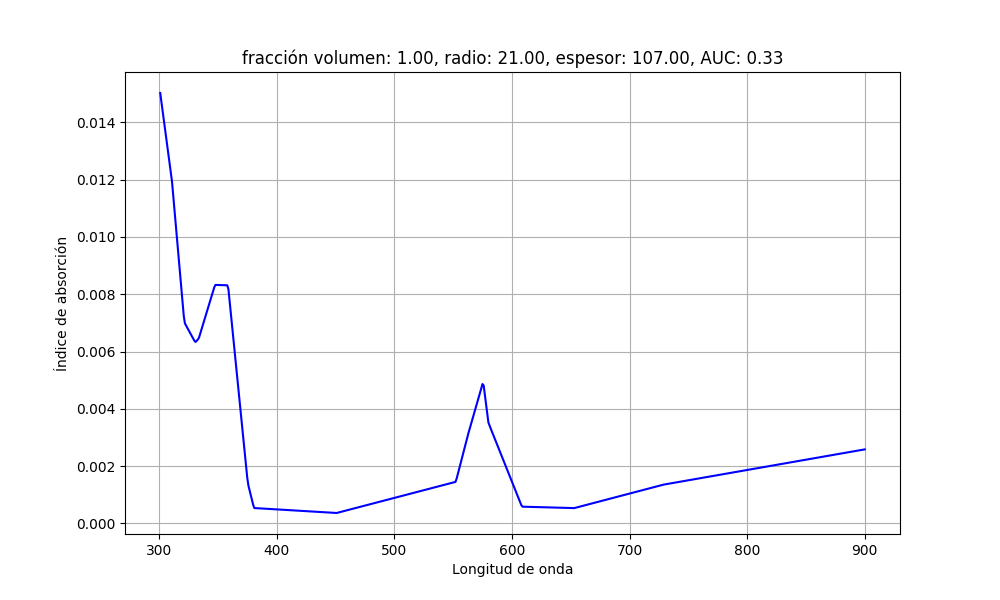 fracción volumen: 1.00, radio: 21.00, espesor: 107.00, AUC: 0.33
Índice de absorción
0.014
0.012
0.010
0.008
0.006
0.004
0.002
0.000
300 400 500 600 700 800 900
Longitud de onda